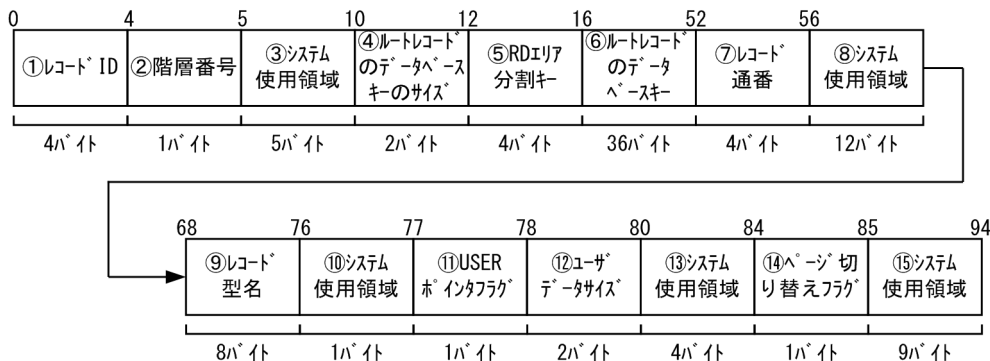 0 4 5 10 12 16 52 56
①ﾚｺｰﾄﾞID
②階層番号
③ｼｽﾃﾑ
使用領域
④ﾙｰﾄﾚｺｰﾄﾞ
のﾃﾞｰﾀﾍﾞｰｽ
ｷｰのｻｲｽﾞ
⑤RDｴﾘｱ
分割ｷｰ
⑥ﾙｰﾄﾚｺｰﾄﾞ
のﾃﾞｰﾀ
ﾍﾞｰｽｷｰ
⑦ﾚｺｰﾄﾞ
通番
⑧ｼｽﾃﾑ
使用領域
4ﾊﾞｲﾄ 1ﾊﾞｲﾄ 5ﾊﾞｲﾄ 2ﾊﾞｲﾄ 4ﾊﾞｲﾄ 36ﾊﾞｲﾄ 4ﾊﾞｲﾄ 12ﾊﾞｲﾄ
68 76 77 78 80 84 85 94
⑨ﾚｺｰﾄﾞ
型名
⑩ｼｽﾃﾑ
使用領域
⑪USER
ﾎﾟｲﾝﾀﾌﾗｸﾞ
⑫ﾕｰｻﾞ
ﾃﾞｰﾀｻｲｽﾞ
⑬ｼｽﾃﾑ
使用領域
⑭ﾍﾟｰｼﾞ切
り替えﾌﾗｸﾞ
⑮ｼｽﾃﾑ
使用領域
8ﾊﾞｲﾄ 1ﾊﾞｲﾄ 1ﾊﾞｲﾄ 2ﾊﾞｲﾄ 4ﾊﾞｲﾄ 1ﾊﾞｲﾄ 9ﾊﾞｲﾄ